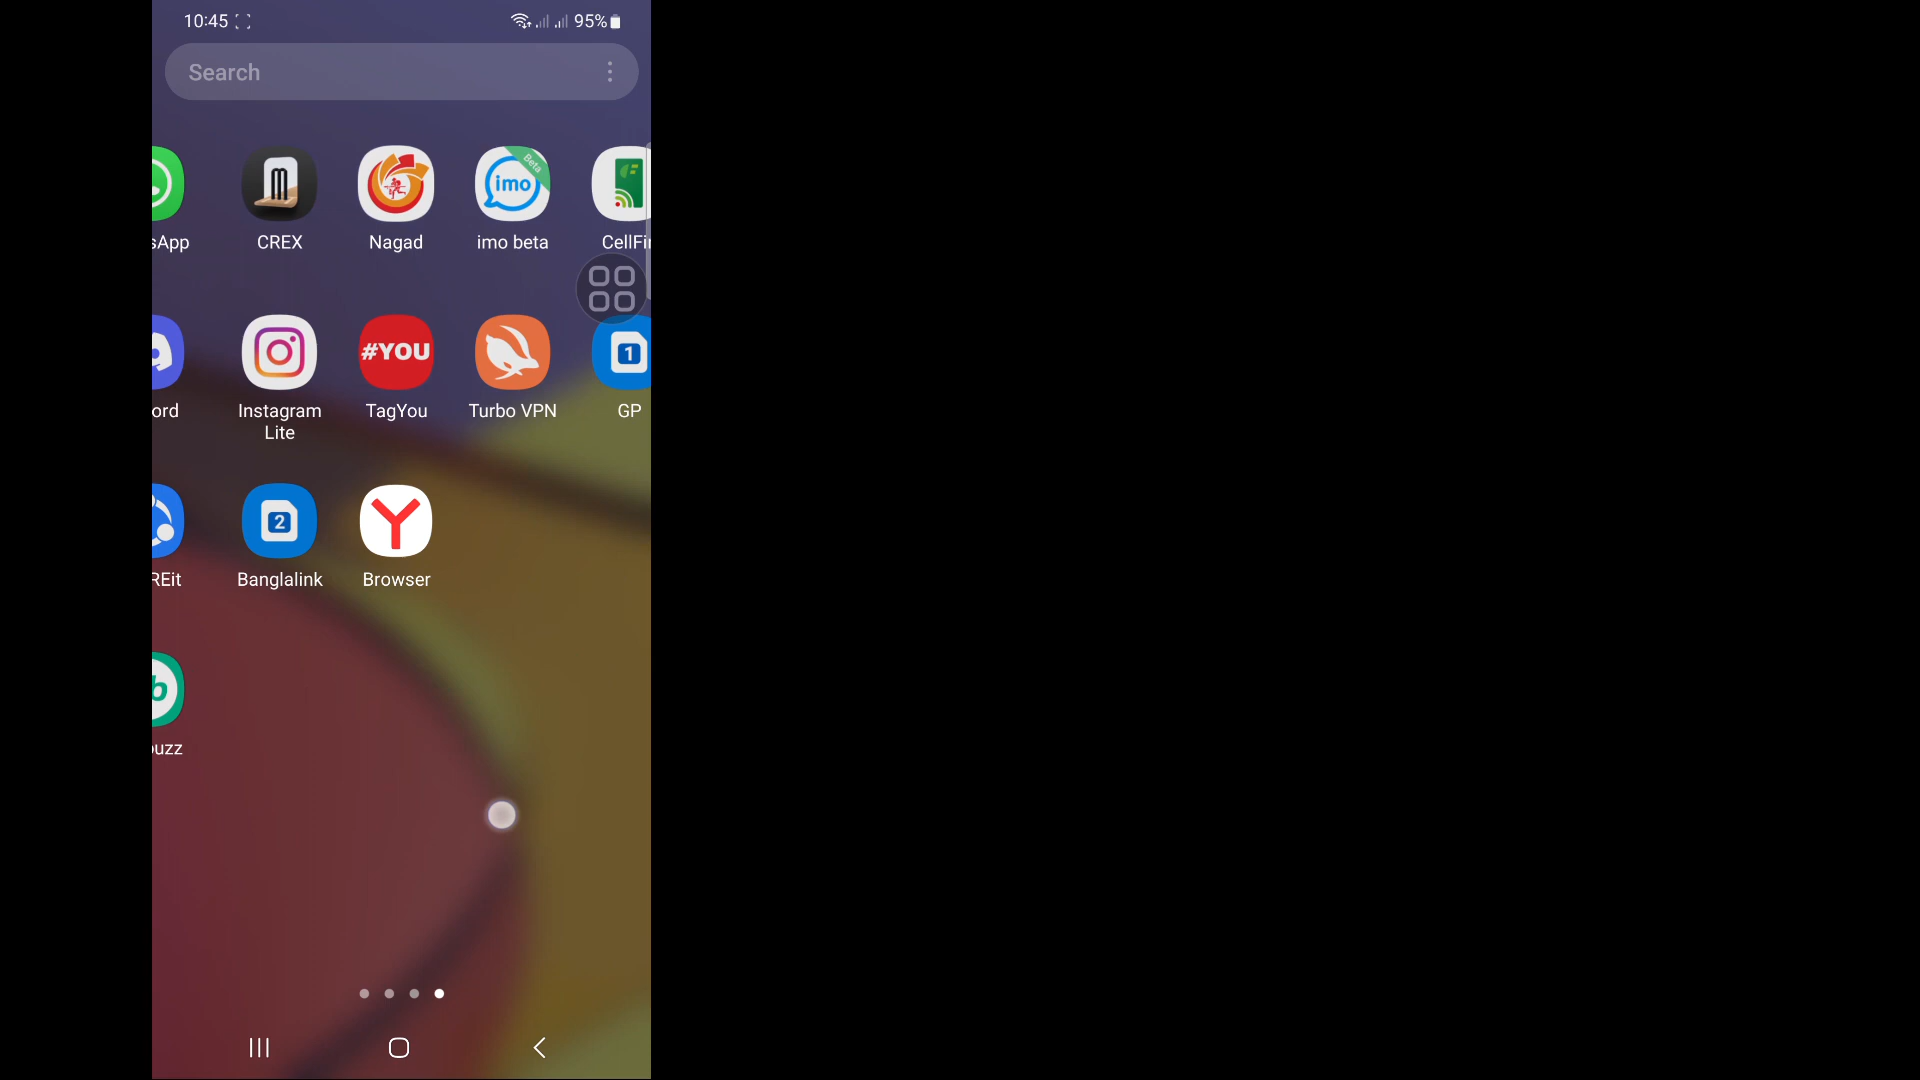 10:45 95%
Search
sApp CREX Nagad imo beta CellFi
Beta
imo
#YOU
1
ord Instagram Lite TagYou Turbo VPN GP
2
REit Banglalink Browser
b
uzz